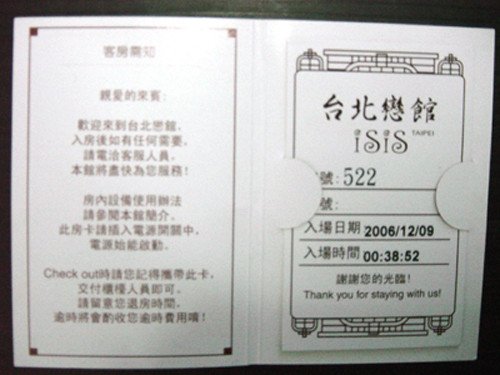 客房需知
親愛的來賓:
歡迎來到台北戀館,
入房後如有任何需要,
請電洽客服人員,
本館將盡快為您服務!
房內設備使用辦法
請參閱本館簡介,
此房卡請插入電源開關中,
電源始能啟動。
Check out時請您記得攜帶此卡,
交付櫃檯人員即可。
請留意您退房時間,
逾時將會酌收您逾時費用唷!
台北戀館
iSiS TAIPEI
號: 522
號:
入場日期 2006/12/09
入場時間 00:38:52
謝謝您的光臨!
Thank you for staying with us!